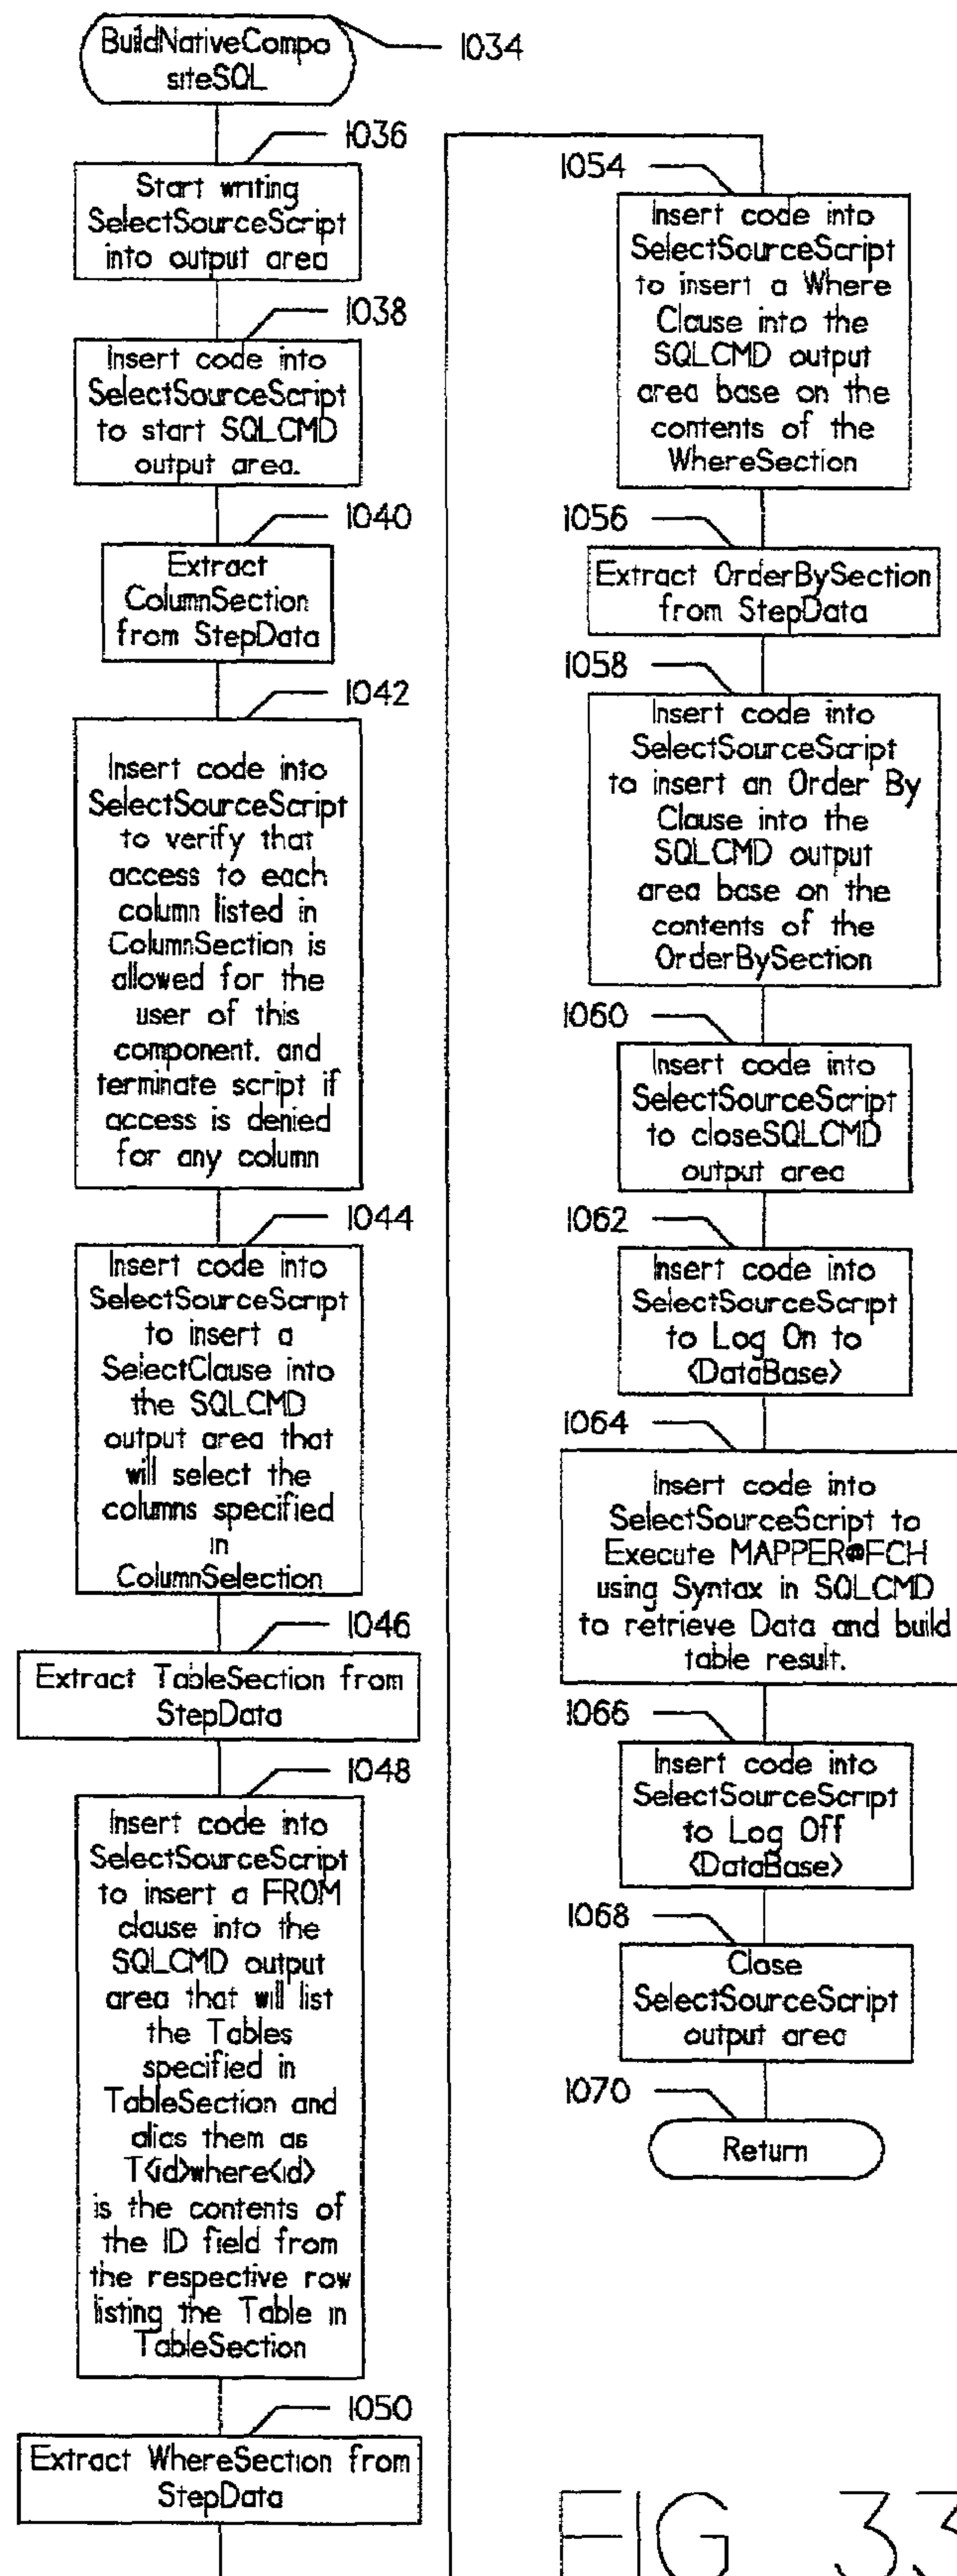 BuildNativeCompo
siteSQL
1034
1036
Start writing
SelectSourceScript
into output area
1038
Insert code into
SelectSourceScript
to start SQLCMD
output area.
1040
Extract
ColumnSection
from StepData
1042
Insert code into
SelectSourceScript
to verify that
access to each
column listed in
ColumnSection is
allowed for the
user of this
component. and
terminate script if
access is denied
for any column
1044
Insert code into
SelectSourceScript
to insert a
SelectClause into
the SQLCMD
output area that
will select the
columns specified
in
ColumnSelection
1046
Extract TableSection from
StepData
1048
Insert code into
SelectSourceScript
to insert a FROM
clause into the
SQLCMD output
area that will list
the Tables
specified in
TableSection and
alias them as
T<id>where<id>
is the contents of
the ID field from
the respective row
listing the Table in
TableSection
1050
Extract WhereSection from
StepData
1054
Insert code into
SelectSourceScript
to insert a Where
Clause into the
SQLCMD output
area base on the
contents of the
WhereSection
1056
Extract OrderBySection
from StepData
1058
Insert code into
SelectSourceScript
to insert an Order By
Clause into the
SQLCMD output
area base on the
contents of the
OrderBySection
1060
Insert code into
SelectSourceScript
to closeSQLCMD
output area
1062
Insert code into
SelectSourceScript
to Log On to
<DataBase>
1064
Insert code into
SelectSourceScript to
Execute MAPPER@FCH
using Syntax in SQLCMD
to retrieve Data and build
table result.
1066
Insert code into
SelectSourceScript
to Log Off
<DataBase>
1068
Close
SelectSourceScript
output area
1070
Return
FIG 33